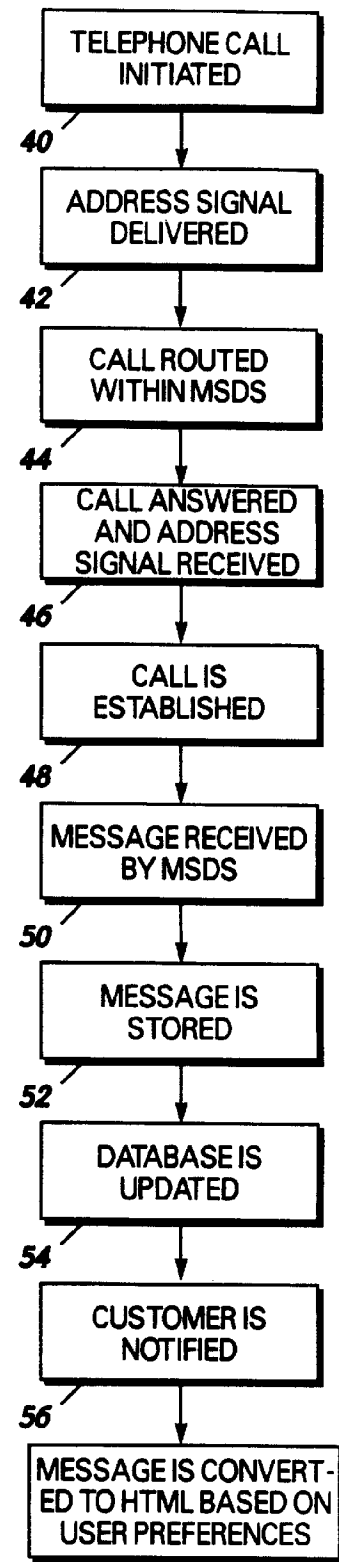 TELEPHONE CALL
INITIATED
40
ADDRESS SIGNAL
DELIVERED
42
CALL ROUTED
WITHIN MSDS
44
CALL ANSWERED
AND ADDRESS
SIGNAL RECEIVED
46
CALL IS
ESTABLISHED
48
MESSAGE RECEIVED
BY MSDS
50
MESSAGE IS
STORED
52
DATABASE IS
UPDATED
54
CUSTOMER IS
NOTIFIED
56
MESSAGE IS CONVERT-
ED TO HTML BASED ON
USER PREFERENCES